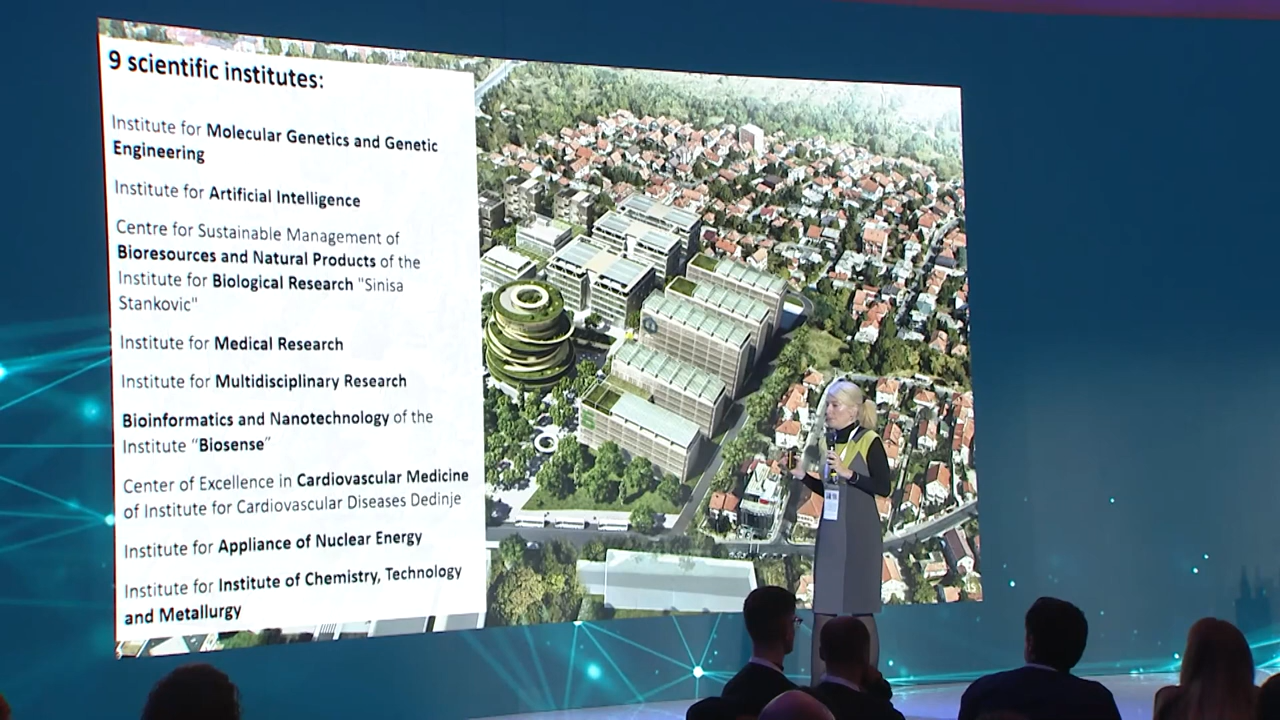 9 scientific institutes:
Institute for Molecular Genetics and Genetic
Engineering
Institute for Artificial Intelligence
Centre for Sustainable Management of
Bioresources and Natural Products of the
Institute for Biological Research "Sinisa
Stankovic"
Institute for Medical Research
Institute for Multidisciplinary Research
Bioinformatics and Nanotechnology of the
Institute “Biosense”
Center of Excellence in Cardiovascular Medicine
of Institute for Cardiovascular Diseases Dedinje
Institute for Appliance of Nuclear Energy
Institute for Institute of Chemistry, Technology
and Metallurgy